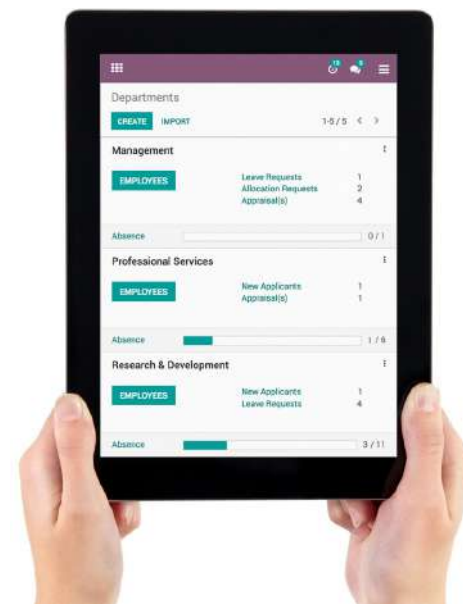 Departments
CREATE IMPORT 1-5 / 5 < >
Management
EMPLOYEES
Leave Requests 1
Allocation Requests 2
Appraisal(s) 4
Absence 0 / 1
Professional Services
EMPLOYEES
New Applicants 1
Appraisal(s) 1
Absence 1 / 6
Research & Development
EMPLOYEES
New Applicants 1
Leave Requests 4
Absence 3 / 11